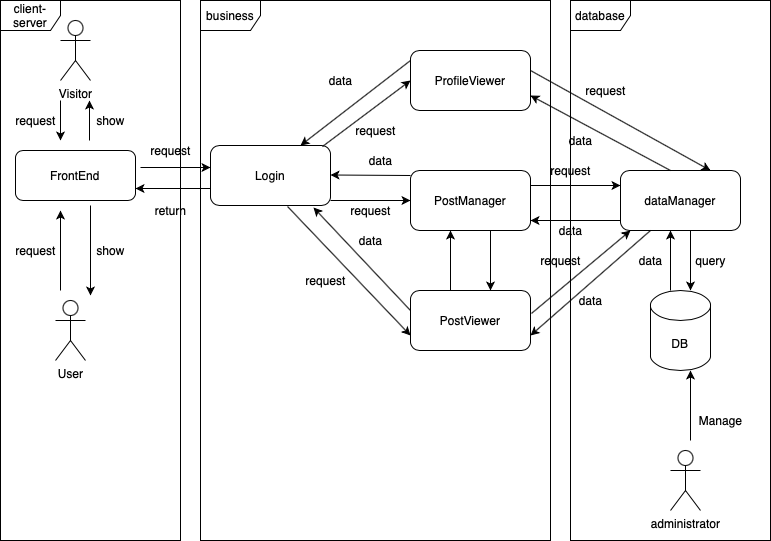 client-
server
business
database
Visitor
request
show
FrontEnd
request
show
User
request
return
Login
data
request
data
request
data
request
ProfileViewer
PostManager
PostViewer
request
data
request
data
request
data
dataManager
data
query
DB
Manage
administrator